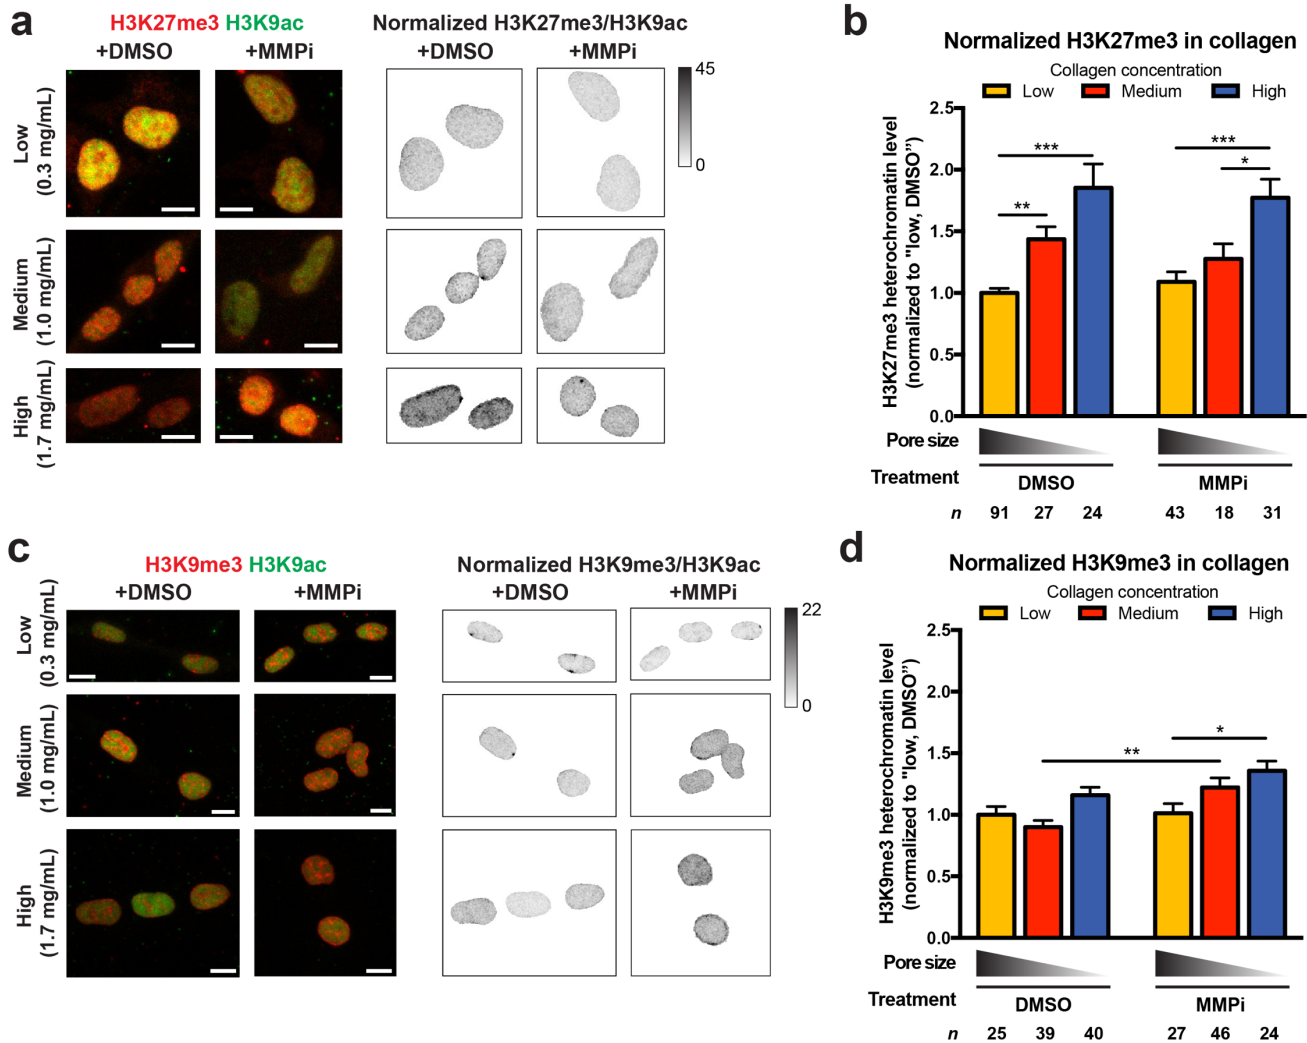 a
H3K27me3 H3K9ac
+DMSO +MMPi
Normalized H3K27me3/H3K9ac
+DMSO +MMPi
45
0
Low
(0.3 mg/mL)
Medium
(1.0 mg/mL)
High
(1.7 mg/mL)
b
Normalized H3K27me3 in collagen
Collagen concentration
Low Medium High
H3K27me3 heterochromatin level
(normalized to "low, DMSO”)
2.5
2.0
1.5
1.0
0.5
0.0
*** ** *** *
Pore size
Treatment DMSO MMPi
n 91 27 24 43 18 31
c
H3K9me3 H3K9ac
+DMSO +MMPi
Normalized H3K9me3/H3K9ac
+DMSO +MMPi
22
0
Low
(0.3 mg/mL)
Medium
(1.0 mg/mL)
High
(1.7 mg/mL)
d
Normalized H3K9me3 in collagen
Collagen concentration
Low Medium High
H3K9me3 heterochromatin level
(normalized to "low, DMSO”)
2.5
2.0
1.5
1.0
0.5
0.0
** *
Pore size
Treatment DMSO MMPi
n 25 39 40 27 46 24